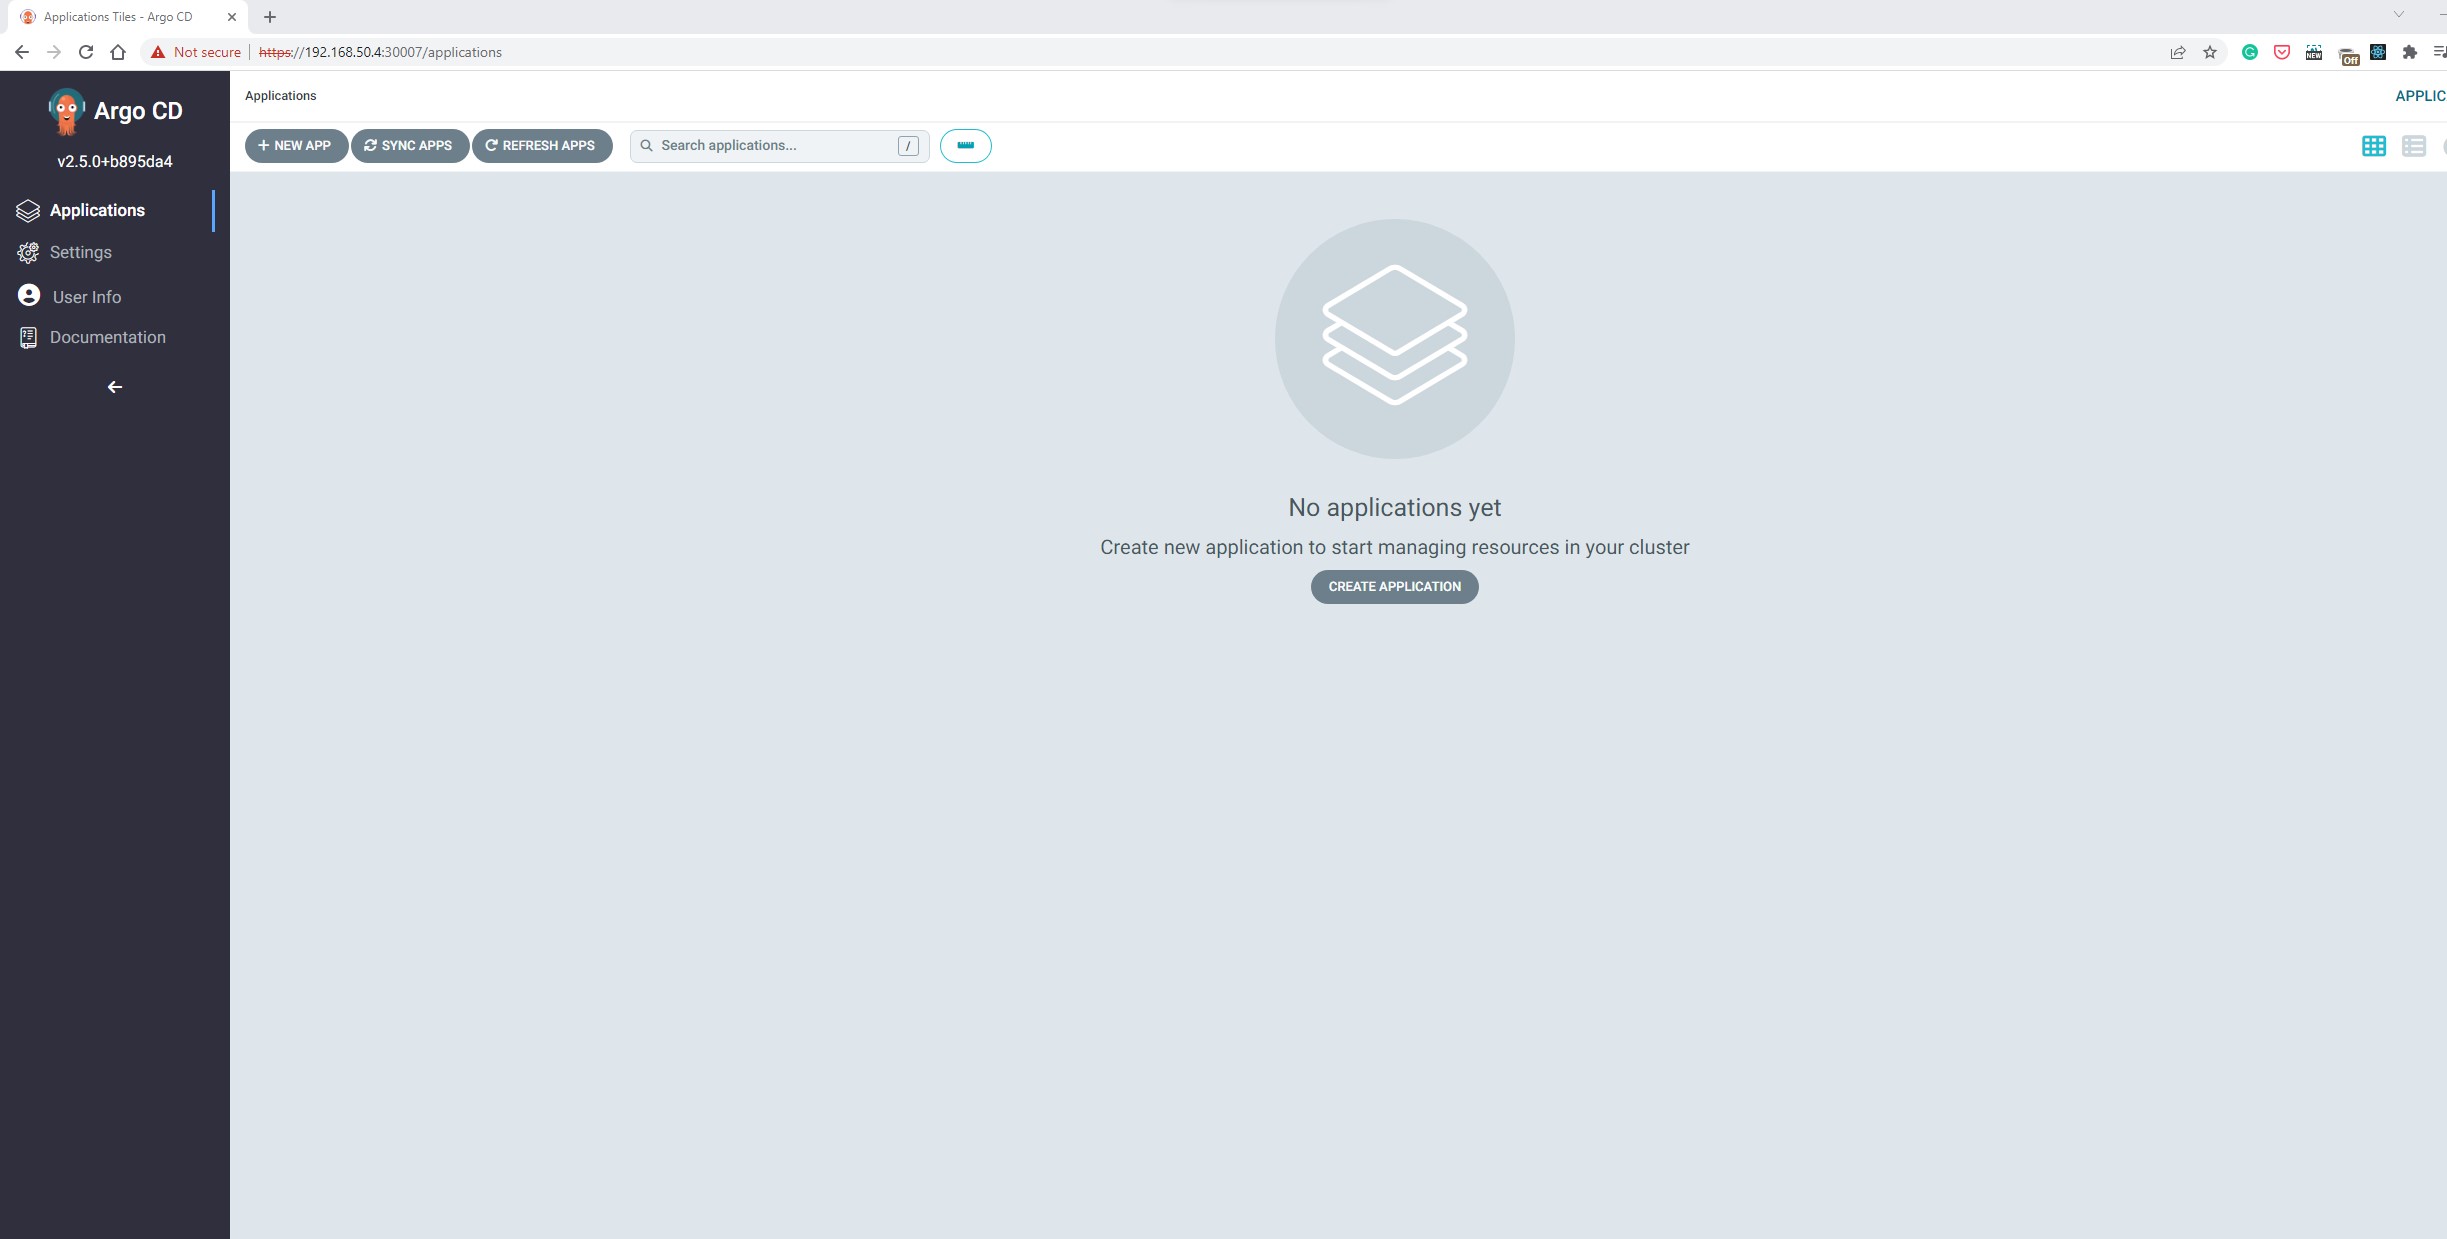 Applications Tiles - Argo CD
Not secure https://192.168.50.4:30007/applications
NEW
Off
Argo CD
v2.5.0+b895da4
Applications
Settings
User Info
Documentation
Applications
APPLIC
NEW APP SYNC APPS REFRESH APPS Search applications... /
No applications yet
Create new application to start managing resources in your cluster
CREATE APPLICATION